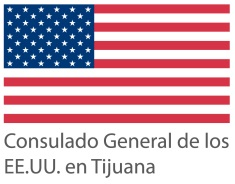 Consulado General de los
EE.UU. en Tijuana